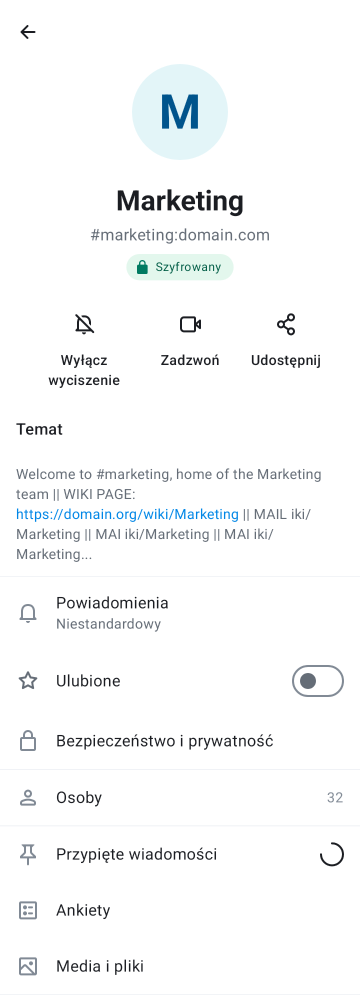 M
Marketing
#marketing:domain.com
Szyfrowany
Wyłącz
wyciszenie
Zadzwoń
Udostępnij
Temat
Welcome to #marketing, home of the Marketing
team || WIKI PAGE:
https://domain.org/wiki/Marketing || MAIL iki/
Marketing || MAI iki/Marketing || MAI iki/
Marketing...
Powiadomienia
Niestandardowy
Ulubione
Bezpieczeństwo i prywatność
Osoby 32
Przypięte wiadomości
Ankiety
Media i pliki